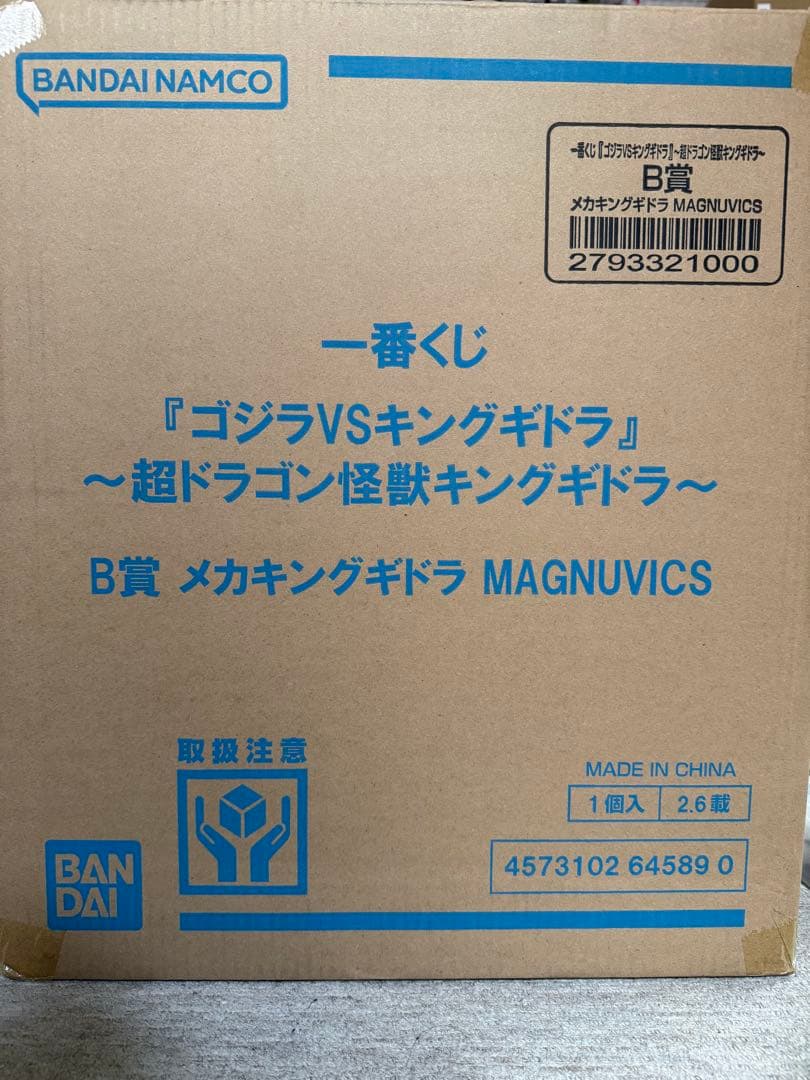 BANDAI NAMCO
一番くじ『ゴジラVSキングギドラ』～超ドラゴン怪獣キングギドラ～
B賞
メカキングギドラ MAGNUVICS
2793321000
一番くじ
『ゴジラVSキングギドラ』
～超ドラゴン怪獣キングギドラ～
B賞 メカキングギドラ MAGNUVICS
取扱注意
MADE IN CHINA
1個入 2.6載
4573102 64589 0
BAN
DAI